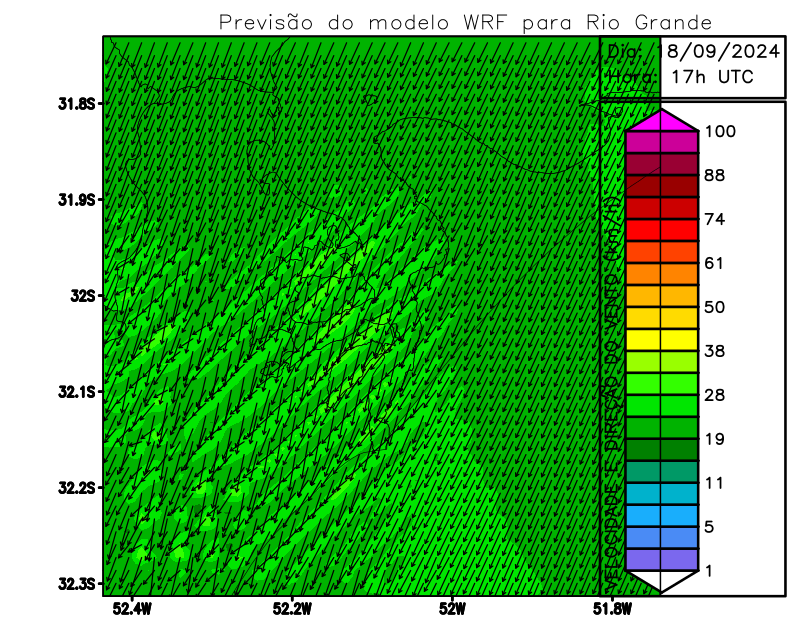 Previsão do modelo WRF para Rio Grande
Dia: 18/09/2024
Hora: 17h UTC
31.8S
31.9S
32S
32.1S
32.2S
32.3S
52.4W
52.2W
52W
51.8W
VELOCIDADE E DIREÇÃO DO VENTO (km/h)
100
88
74
61
50
38
28
19
11
5
1